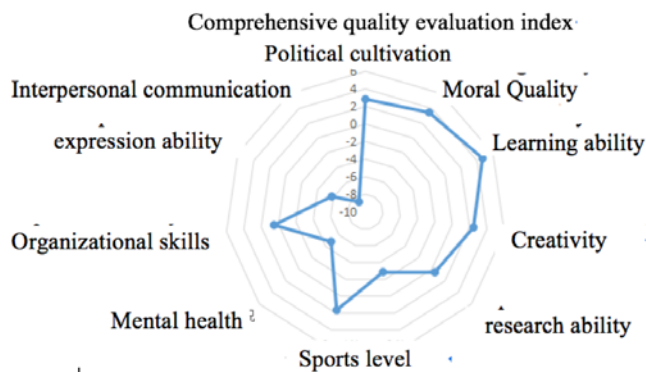 Comprehensive quality evaluation index
Political cultivation
Interpersonal communication
Moral Quality
expression ability
Learning ability
Organizational skills
Creativity
Mental health
research ability
Sports level
6
4
2
0
-2
-4
-6
-8
-10